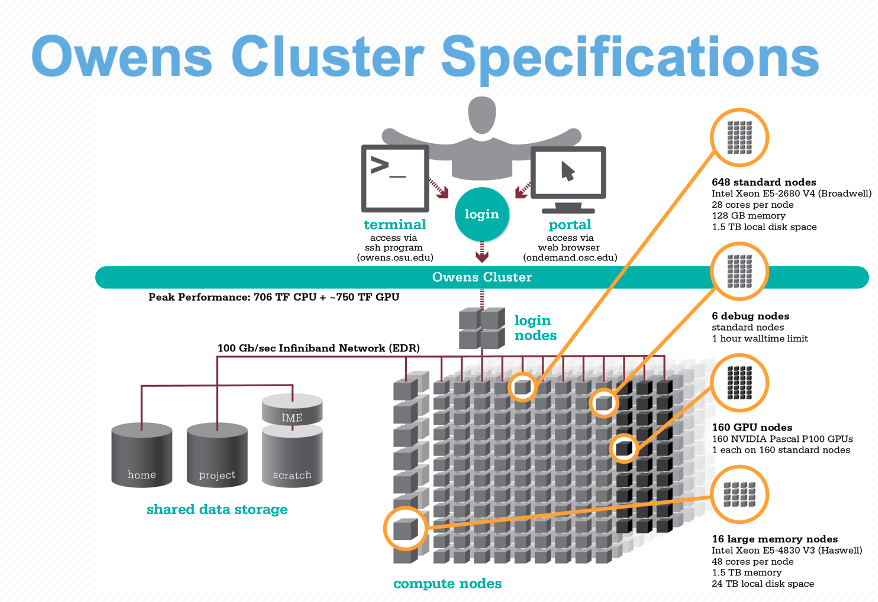 Owens Cluster Specifications
>_
login
terminal
access via
ssh program
(owens.osu.edu)
portal
access via
web browser
(ondemand.osc.edu)
Owens Cluster
Peak Performance: 706 TF CPU + ~750 TF GPU
login
nodes
100 Gb/sec Infiniband Network (EDR)
home
project
IME
scratch
shared data storage
compute nodes
648 standard nodes
Intel Xeon E5-2680 V4 (Broadwell)
28 cores per node
128 GB memory
1.5 TB local disk space
6 debug nodes
standard nodes
1 hour walltime limit
160 GPU nodes
160 NVIDIA Pascal P100 GPUs
1 each on 160 standard nodes
16 large memory nodes
Intel Xeon E5-4830 V3 (Haswell)
48 cores per node
1.5 TB memory
24 TB local disk space